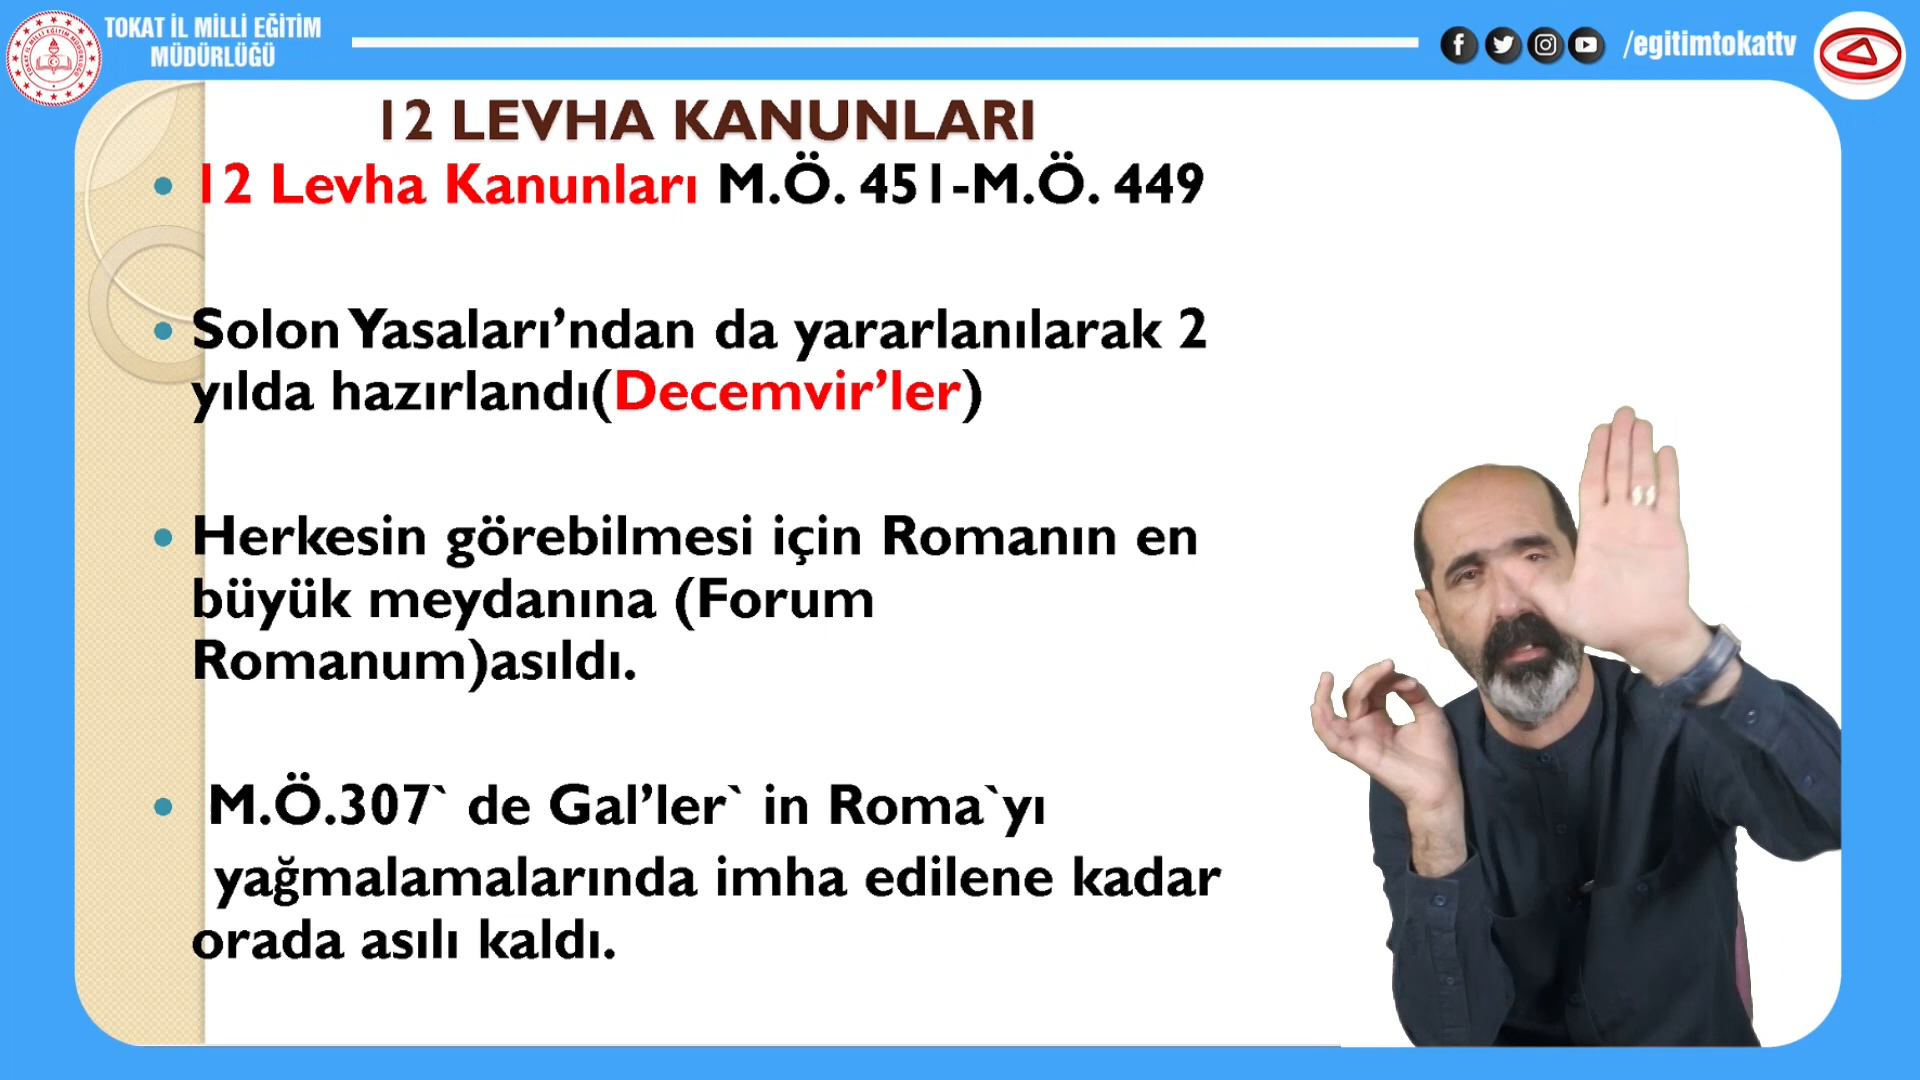 TOKAT İL MİLLİ EĞİTİM
MÜDÜRLÜĞÜ
/egitimtokattv
12 LEVHA KANUNLARI
• 12 Levha Kanunları M.Ö. 451-M.Ö. 449
• Solon Yasaları’ndan da yararlanılarak 2
yılda hazırlandı(Decemvir’ler)
• Herkesin görebilmesi için Romanın en
büyük meydanına (Forum
Romanum)asıldı.
• M.Ö.307` de Gal’ler` in Roma`yı
yağmalamalarında imha edilene kadar
orada asılı kaldı.